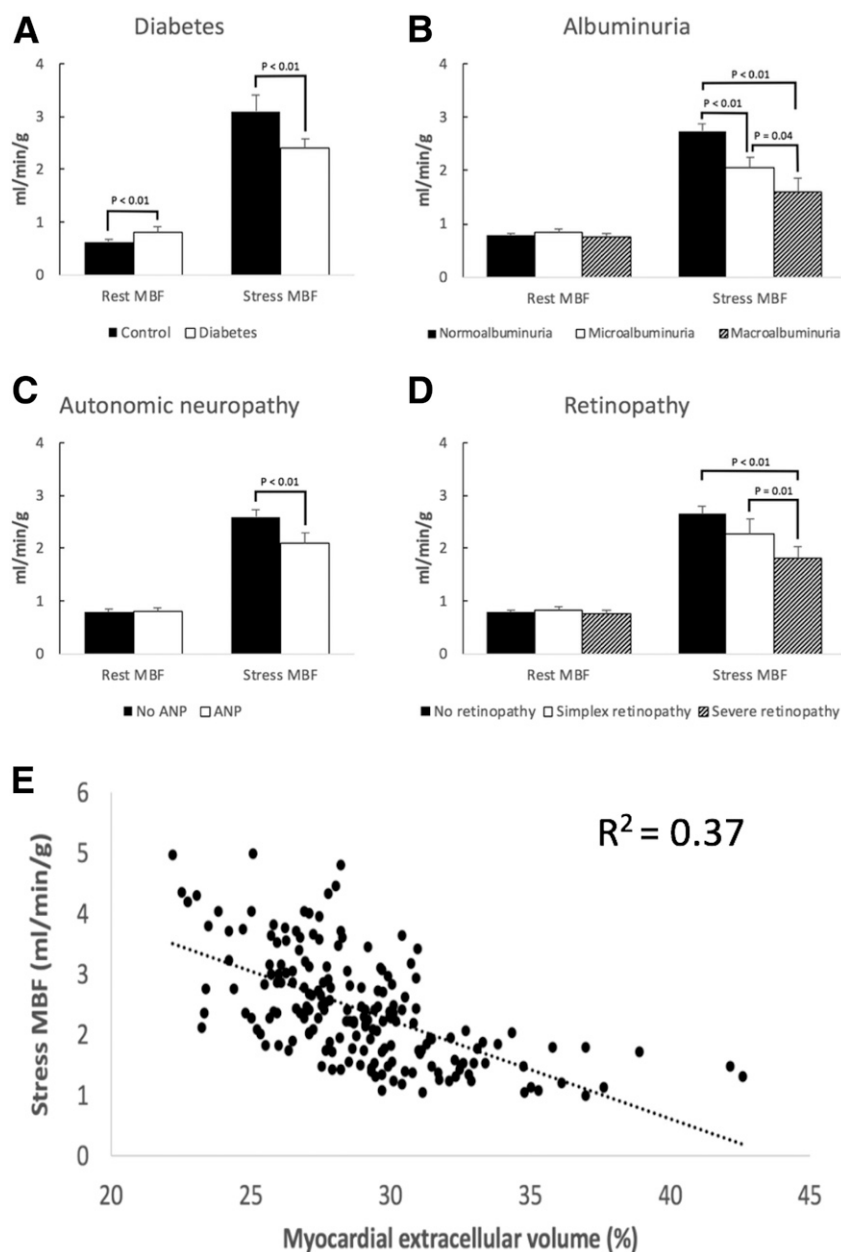 A
Diabetes
4
3
2
1
0
ml/min/g
P < 0.01
P < 0.01
Rest MBF
Stress MBF
Control Diabetes
B
Albuminuria
4
3
2
1
0
ml/min/g
P < 0.01
P < 0.01
P = 0.04
Rest MBF
Stress MBF
Normoalbuminuria Microalbuminuria Macroalbuminuria
C
Autonomic neuropathy
4
3
2
1
0
ml/min/g
P < 0.01
Rest MBF
Stress MBF
No ANP ANP
D
Retinopathy
4
3
2
1
0
ml/min/g
P < 0.01
P = 0.01
Rest MBF
Stress MBF
No retinopathy Simplex retinopathy Severe retinopathy
E
6
5
4
3
2
1
0
Stress MBF (ml/min/g)
R² = 0.37
20 25 30 35 40 45
Myocardial extracellular volume (%)